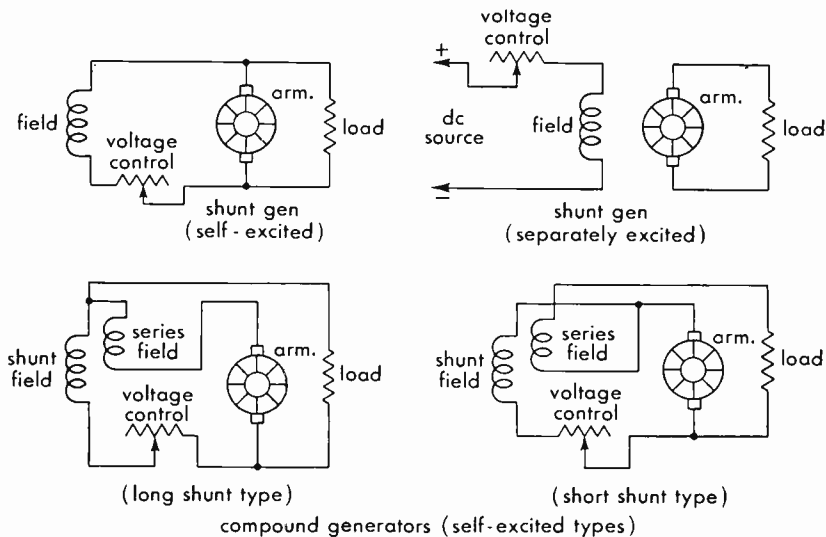 field
voltage
control
arm.
load
shunt gen
(self-excited)
voltage
control
+
dc
source
−
field
arm.
load
shunt gen
(separately excited)
shunt
field
series
field
voltage
control
arm.
load
(long shunt type)
shunt
field
series
field
voltage
control
arm.
load
(short shunt type)
compound generators (self-excited types)